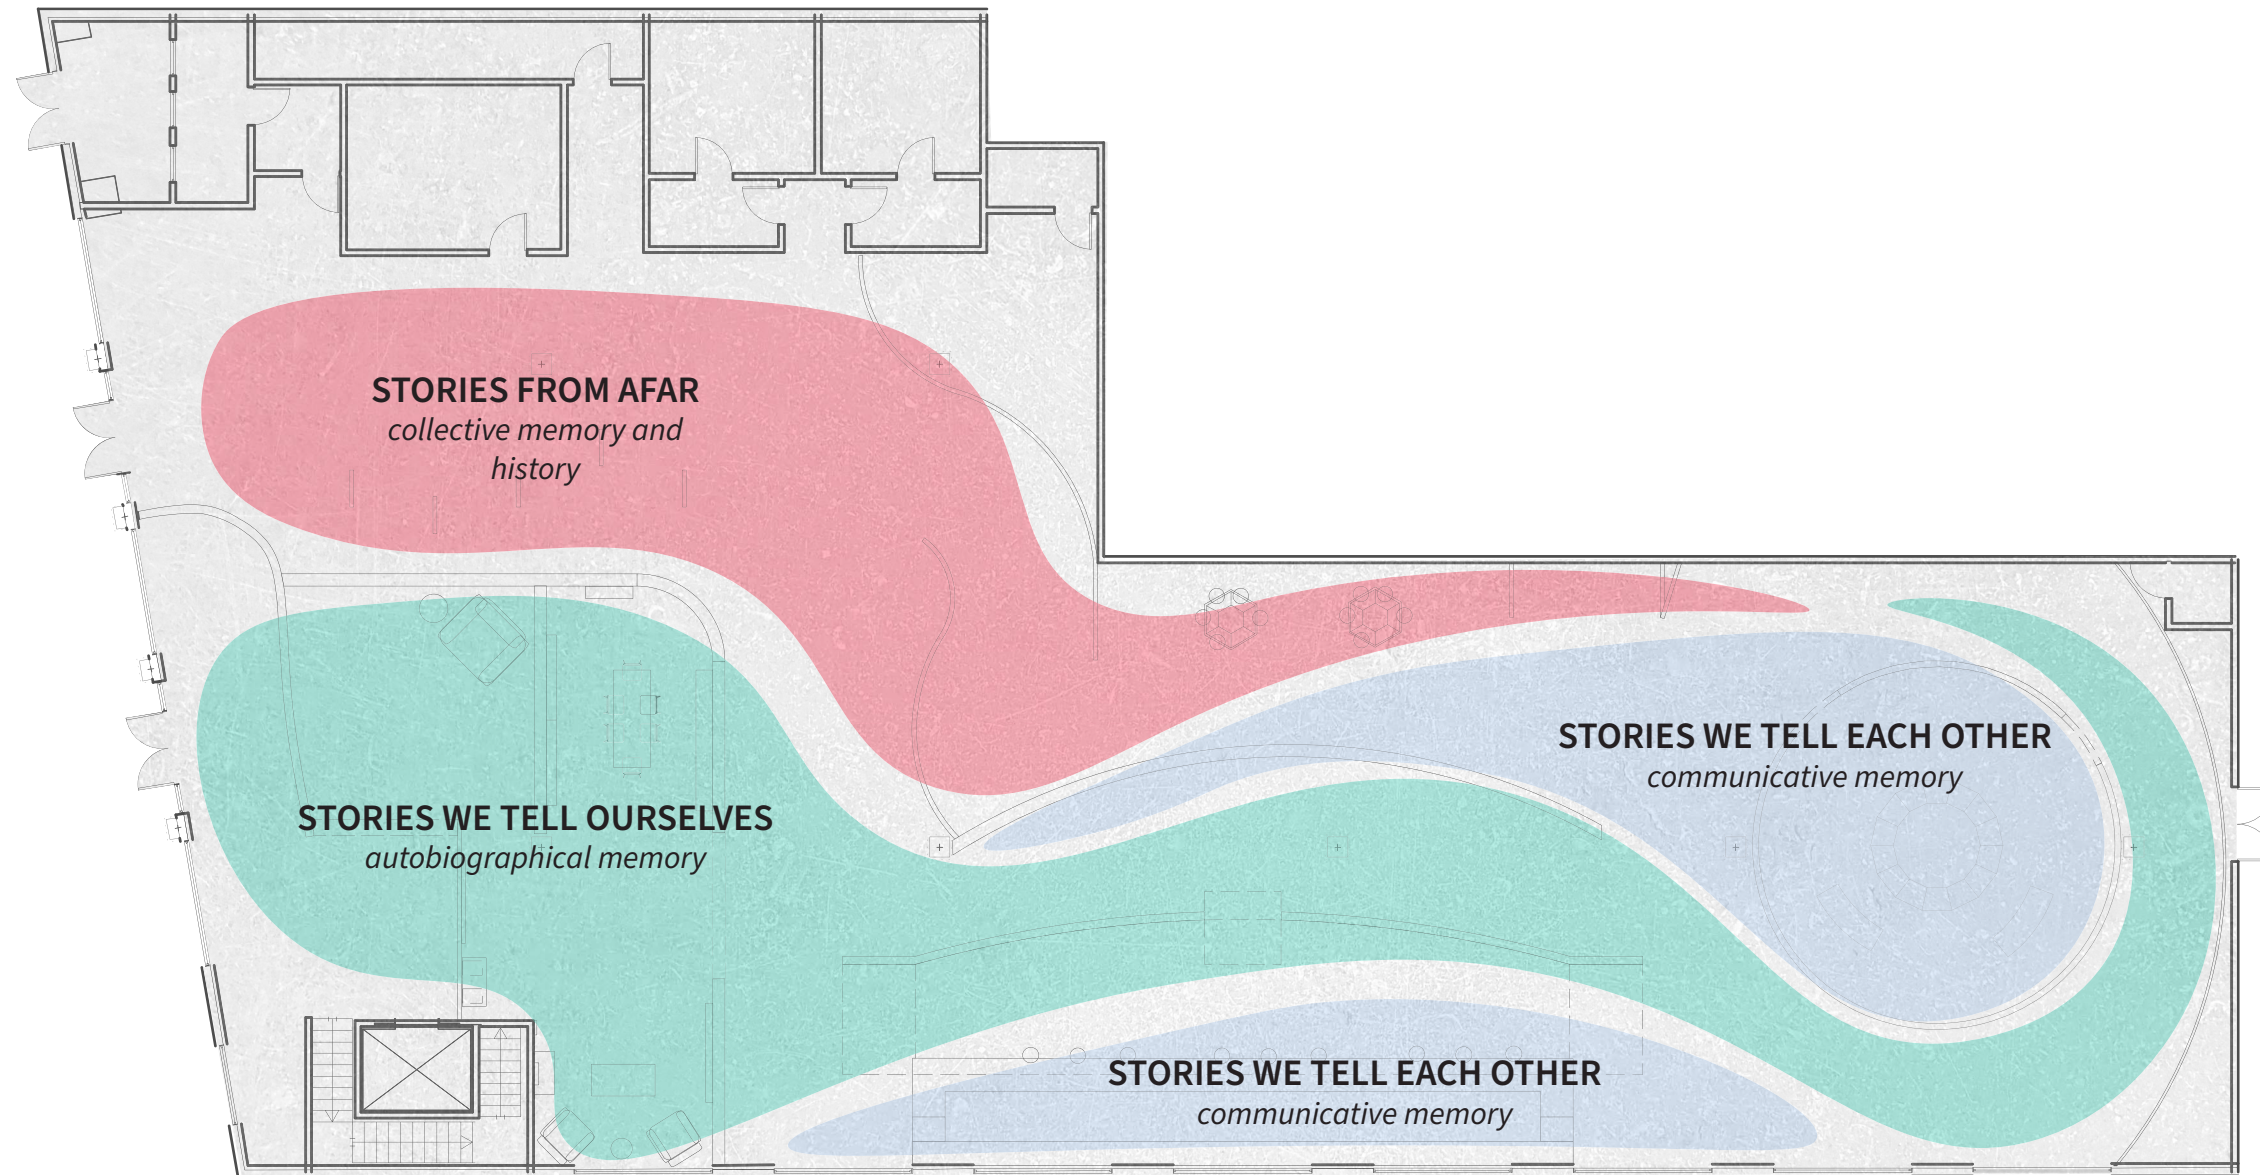 STORIES FROM AFAR
collective memory and
history
STORIES WE TELL EACH OTHER
communicative memory
STORIES WE TELL OURSELVES
autobiographical memory
STORIES WE TELL EACH OTHER
communicative memory